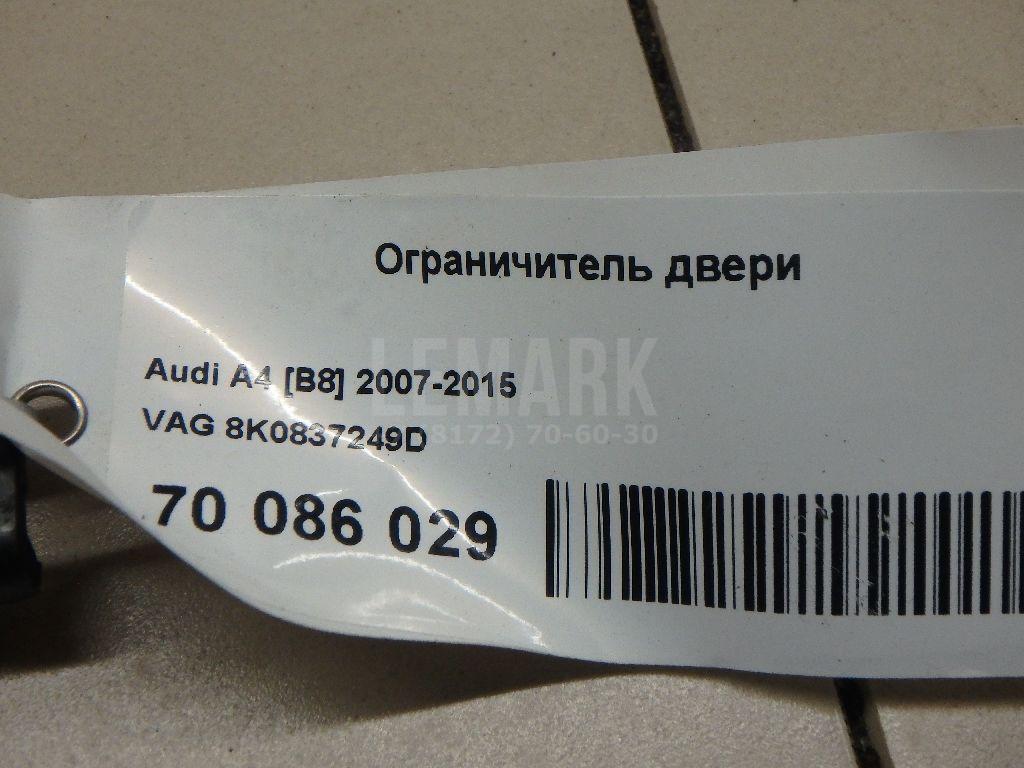 Ограничитель двери
LEMARK
Audi A4 [B8] 2007-2015
8172) 70-60-30
VAG 8K0837249D
70 086 029